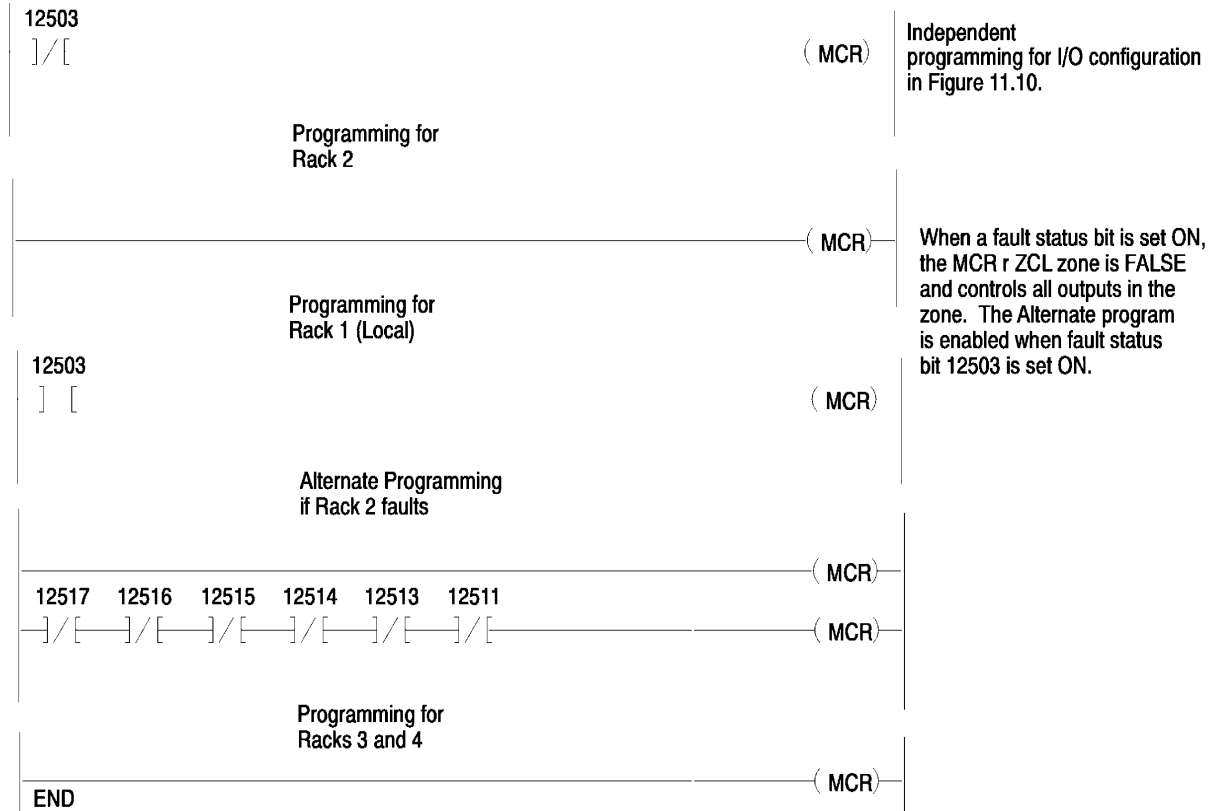 12503
]/[
( MCR)
Independent
programming for I/O configuration
in Figure 11.10.
Programming for
Rack 2
( MCR)
When a fault status bit is set ON,
the MCR r ZCL zone is FALSE
and controls all outputs in the
zone. The Alternate program
is enabled when fault status
bit 12503 is set ON.
Programming for
Rack 1 (Local)
12503
] [
( MCR)
Alternate Programming
if Rack 2 faults
( MCR)
12517 12516 12515 12514 12513 12511
]/[ ]/[ ]/[ ]/[ ]/[ ]/[ ( MCR)
Programming for
Racks 3 and 4
( MCR)
END